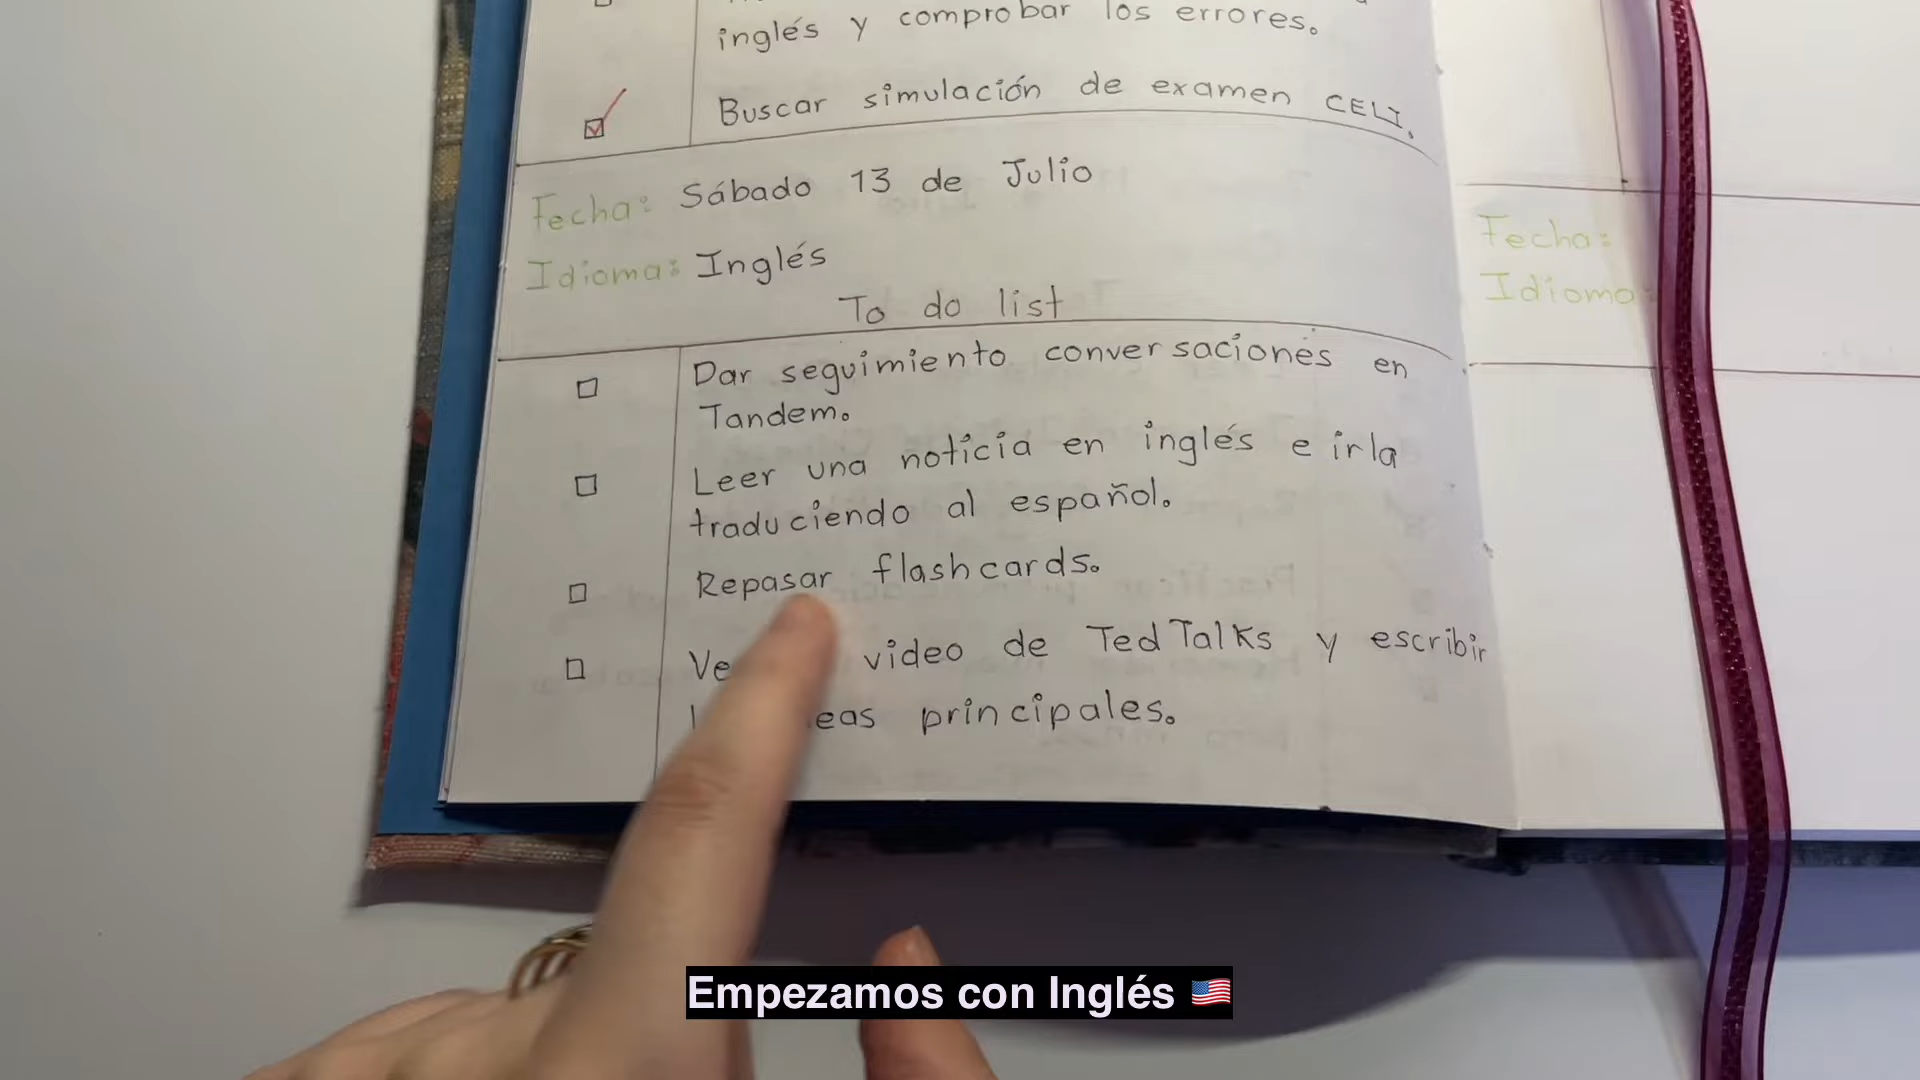 inglés y comprobar los errores.
Buscar simulación de examen CELI.
Fecha: Sábado 13 de Julio
Idioma: Inglés
To do list
Dar seguimiento conversaciones en
Tandem.
Leer una noticia en inglés e irla
traduciendo al español.
Repasar flashcards.
video de TedTalks y escribir
principales.
Fecha:
Idioma
Empezamos con Inglés 🇺🇸